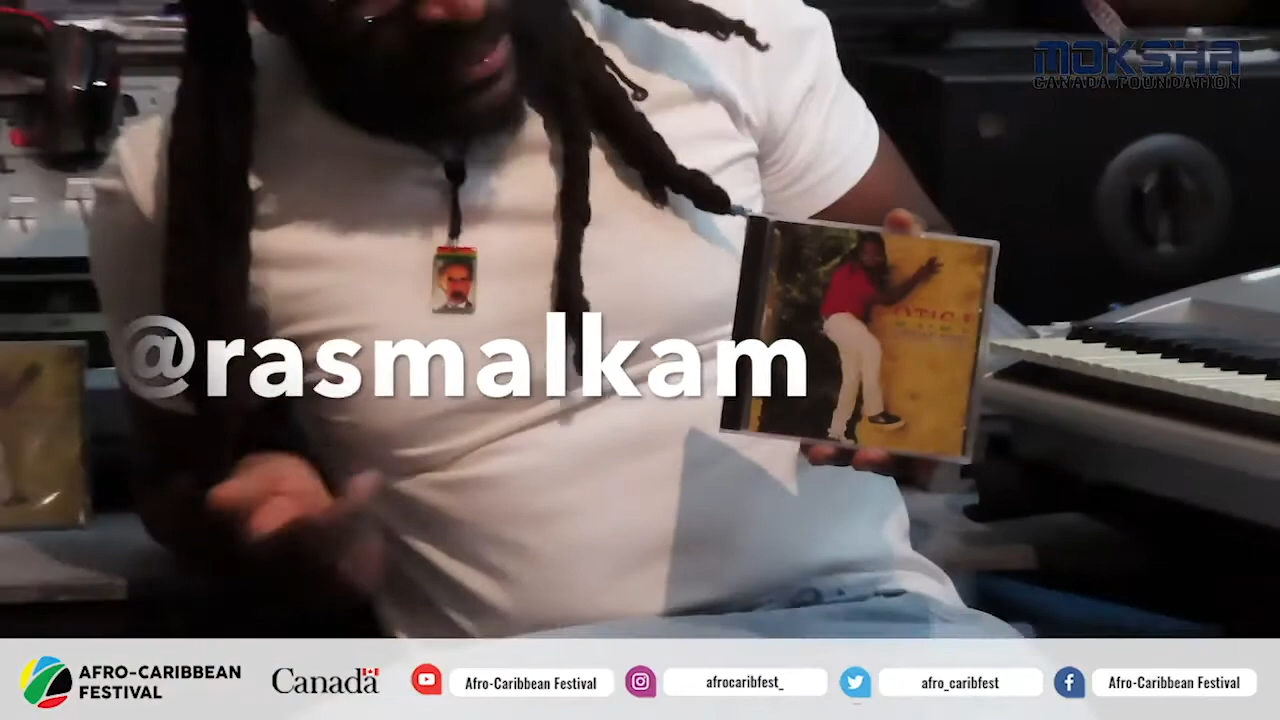 MOKSHA
CANADA FOUNDATION
@rasmalkam
AFRO-CARIBBEAN
FESTIVAL
Canada
Afro-Caribbean Festival
afrocaribfest_
afro_caribfest
Afro-Caribbean Festival